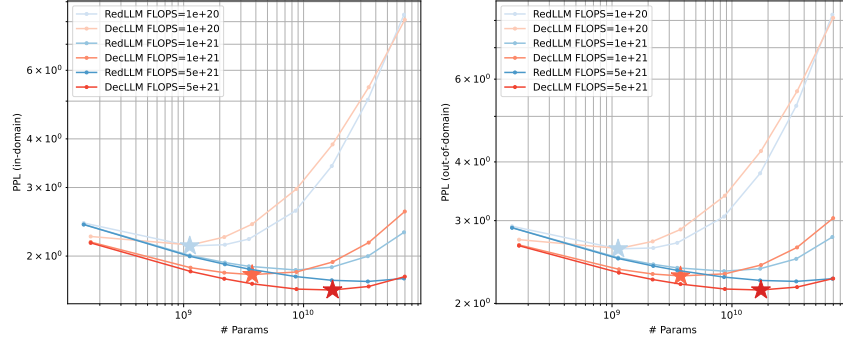 RedLLM FLOPS=1e+20
DecLLM FLOPS=1e+20
RedLLM FLOPS=1e+21
DecLLM FLOPS=1e+21
RedLLM FLOPS=5e+21
DecLLM FLOPS=5e+21
6 × 10⁰
4 × 10⁰
3 × 10⁰
2 × 10⁰
PPL (in-domain)
10⁹
10¹⁰
# Params
RedLLM FLOPS=1e+20
DecLLM FLOPS=1e+20
RedLLM FLOPS=1e+21
DecLLM FLOPS=1e+21
RedLLM FLOPS=5e+21
DecLLM FLOPS=5e+21
6 × 10⁰
4 × 10⁰
3 × 10⁰
2 × 10⁰
PPL (out-of-domain)
10⁹
10¹⁰
# Params